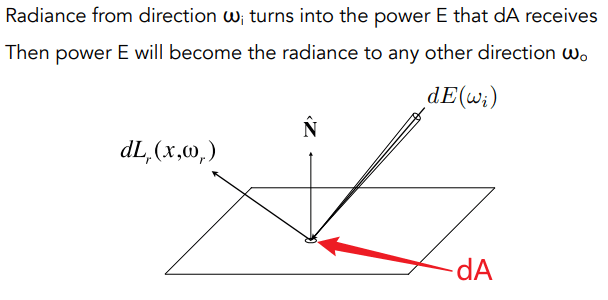 Radiance from direction ωi turns into the power E that dA receives
Then power E will become the radiance to any other direction ωo
dE(ωi)
N̂
dLr(x,ωr)
dA